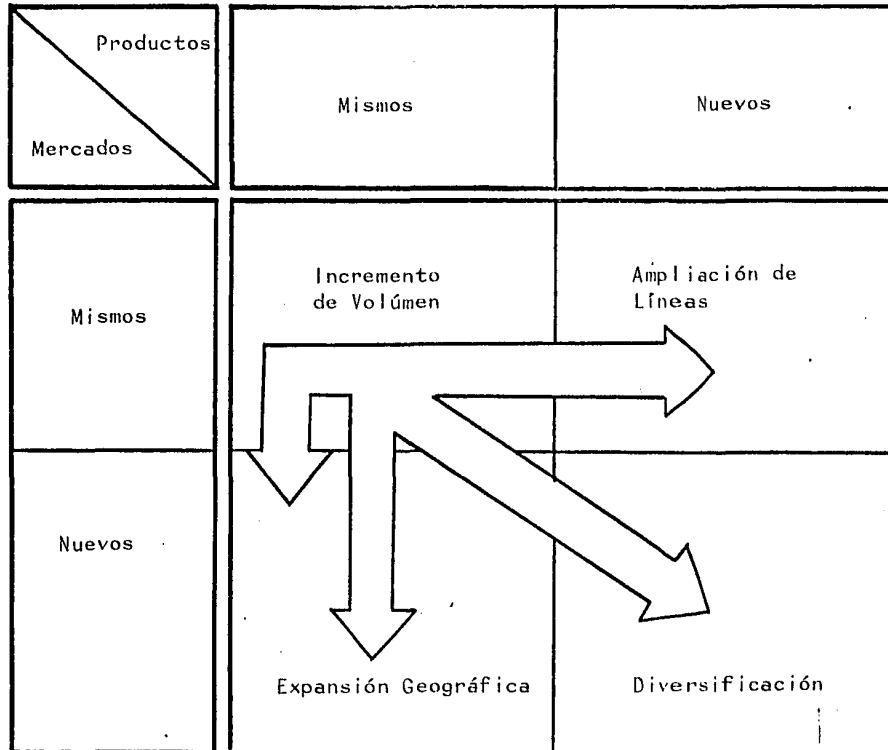 Productos
Mercados
Mismos
Nuevos
Mismos
Incremento
de Volúmen
Ampliación de
Líneas
Nuevos
Expansión Geográfica
Diversificación